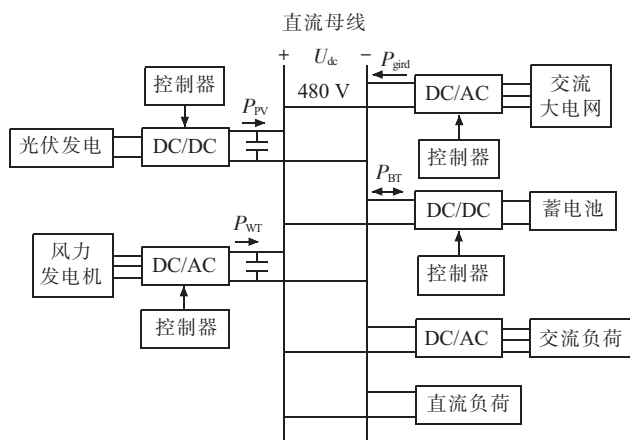 直流母线
+ U_dc −
480 V
控制器
P_PV
光伏发电
DC/DC
P_gird
DC/AC
交流
大电网
控制器
P_BT
DC/DC
蓄电池
控制器
P_WT
风力
发电机
DC/AC
控制器
DC/AC
交流负荷
直流负荷